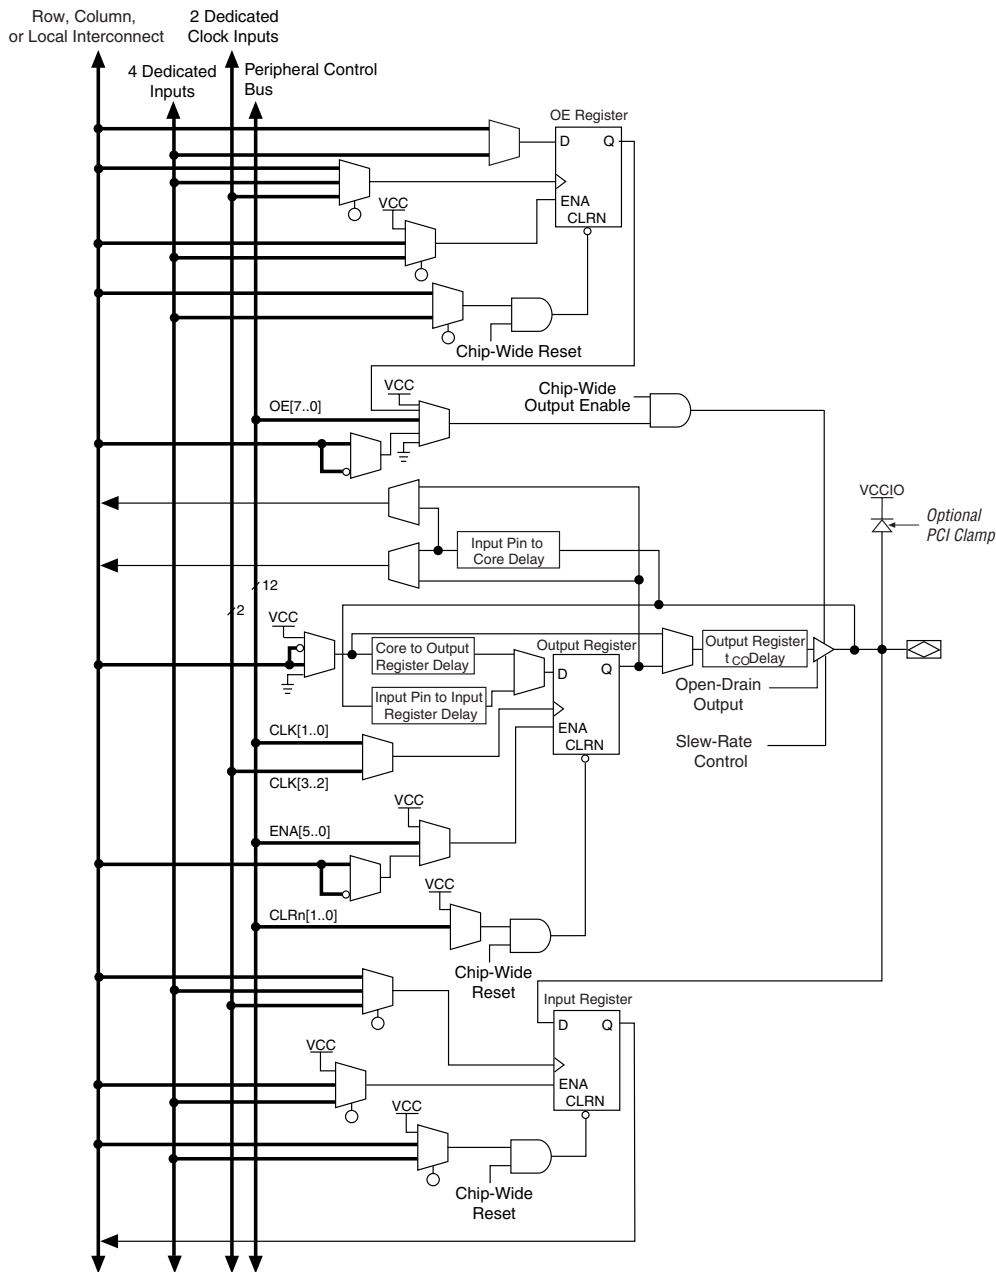 Row, Column,
or Local Interconnect
2 Dedicated
Clock Inputs
4 Dedicated
Inputs
Peripheral Control
Bus
OE Register
D Q
ENA
CLRN
VCC
Chip-Wide Reset
VCC
OE[7..0]
Chip-Wide
Output Enable
VCCIO
Optional
PCI Clamp
Input Pin to
Core Delay
12
2
VCC
Core to Output
Register Delay
Input Pin to Input
Register Delay
Output Register
D Q
ENA
CLRN
Output Register
t CO Delay
Open-Drain
Output
Slew-Rate
Control
CLK[1..0]
CLK[3..2]
VCC
ENA[5..0]
VCC
CLRn[1..0]
Chip-Wide
Reset
Input Register
D Q
ENA
CLRN
VCC
VCC
Chip-Wide
Reset